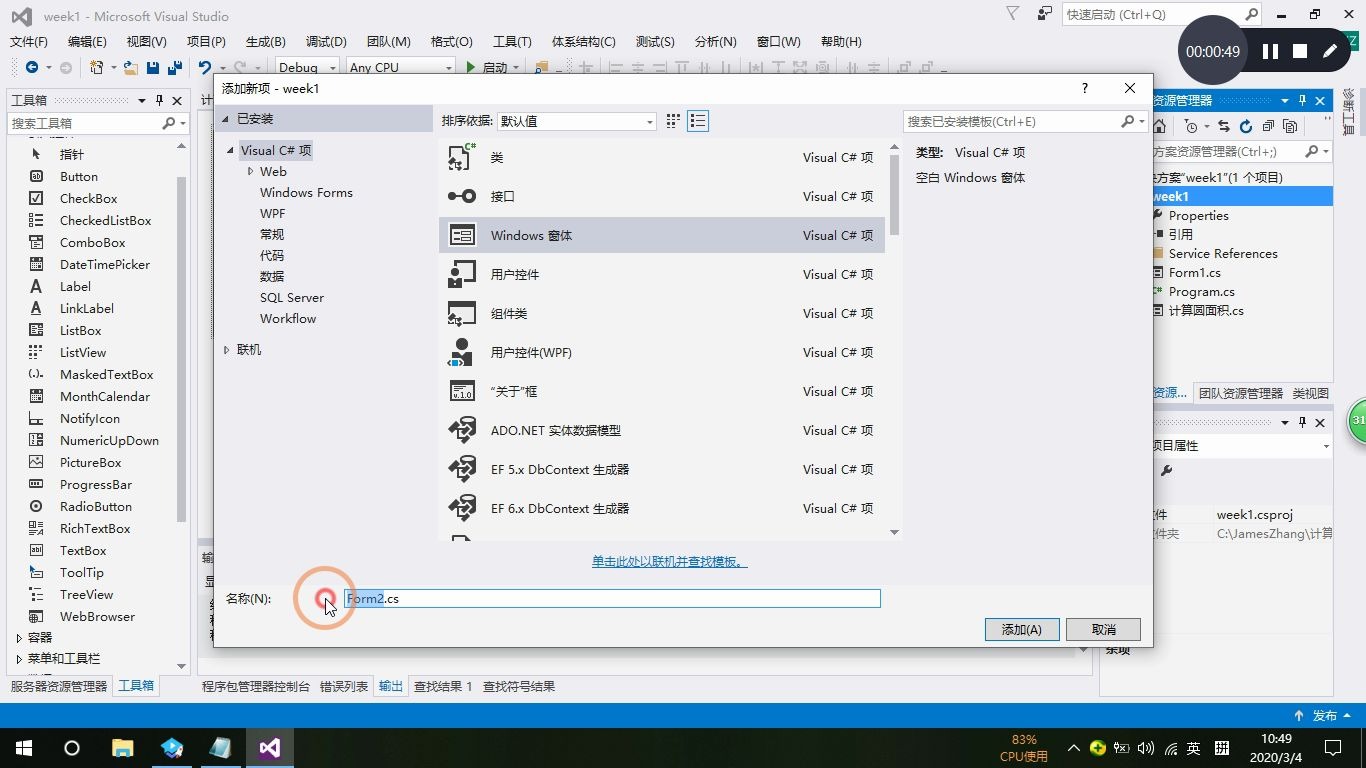 week1 - Microsoft Visual Studio
快速启动 (Ctrl+Q)
文件(F) 编辑(E) 视图(V) 项目(P) 生成(B) 调试(D) 团队(M) 格式(O) 工具(T) 体系结构(C) 测试(S) 分析(N) 窗口(W) 帮助(H)
00:00:49
Debug Any CPU 启动
工具箱
搜索工具箱
指针
Button
CheckBox
CheckedListBox
ComboBox
DateTimePicker
Label
LinkLabel
ListBox
ListView
MaskedTextBox
MonthCalendar
NotifyIcon
NumericUpDown
PictureBox
ProgressBar
RadioButton
RichTextBox
TextBox
ToolTip
TreeView
WebBrowser
容器
菜单和工具栏
服务器资源管理器 工具箱
添加新项 - week1
?
已安装
Visual C# 项
Web
Windows Forms
WPF
常规
代码
数据
SQL Server
Workflow
联机
排序依据: 默认值
搜索已安装模板(Ctrl+E)
类 Visual C# 项
接口 Visual C# 项
Windows 窗体 Visual C# 项
用户控件 Visual C# 项
组件类 Visual C# 项
用户控件(WPF) Visual C# 项
“关于”框 Visual C# 项
ADO.NET 实体数据模型 Visual C# 项
EF 5.x DbContext 生成器 Visual C# 项
EF 6.x DbContext 生成器 Visual C# 项
类型: Visual C# 项
空白 Windows 窗体
单击此处以联机并查找模板。
名称(N): Form2.cs
添加(A) 取消
资源管理器
方案资源管理器(Ctrl+;)
方案“week1”(1 个项目)
week1
Properties
引用
Service References
Form1.cs
Program.cs
计算圆面积.cs
资源... 团队资源管理器 类视图
诊断工具
项目属性
文件 week1.csproj
文件夹 C:\JamesZhang\计算
杂项
31
程序包管理器控制台 错误列表 输出 查找结果 1 查找符号结果
发布
83%
CPU使用
英 拼
10:49
2020/3/4